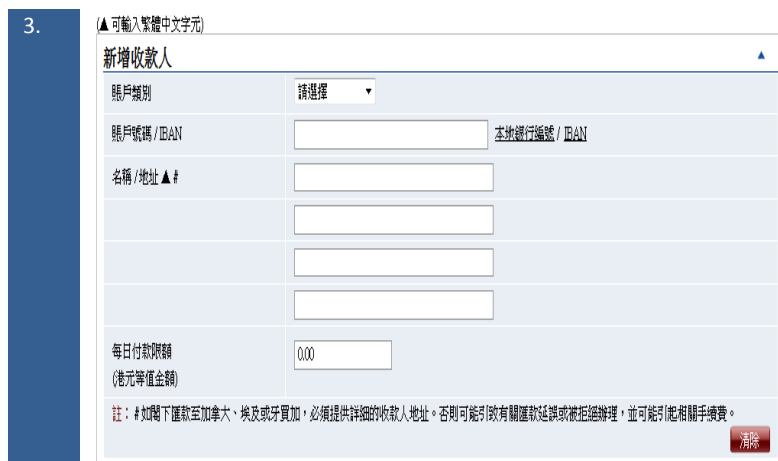 3.
(▲ 可輸入繁體中文字元)
新增收款人 ▲
賬戶類別 請選擇 ▼
賬戶號碼 / IBAN 本地銀行編號 / IBAN
名稱 / 地址 ▲ #
每日付款限額 0.00
(港元等值金額)
註： # 如閣下匯款至加拿大、埃及或牙買加，必須提供詳細的收款人地址。否則可能引致有關匯款延誤或被拒絕辦理，並可能引起相關手續費。
清除